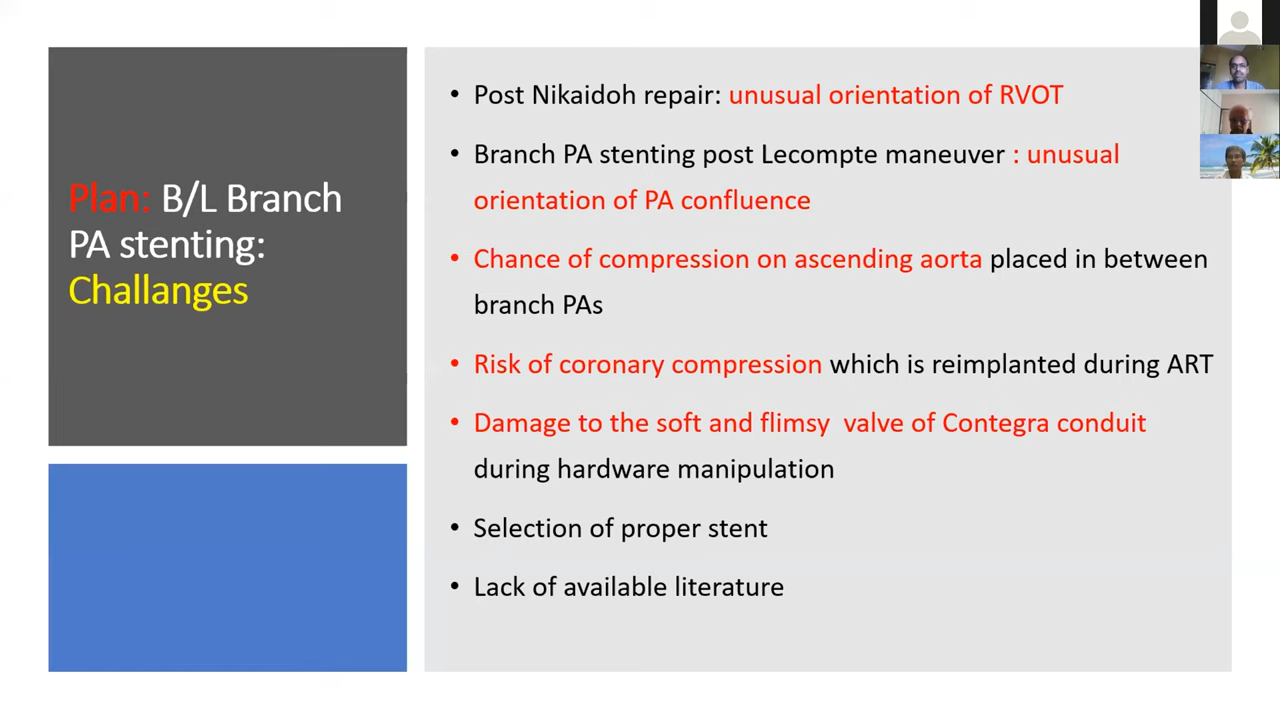 Plan: B/L Branch
PA stenting:
Challanges
• Post Nikaidoh repair: unusual orientation of RVOT
• Branch PA stenting post Lecompte maneuver : unusual
orientation of PA confluence
• Chance of compression on ascending aorta placed in between
branch PAs
• Risk of coronary compression which is reimplanted during ART
• Damage to the soft and flimsy valve of Contegra conduit
during hardware manipulation
• Selection of proper stent
• Lack of available literature